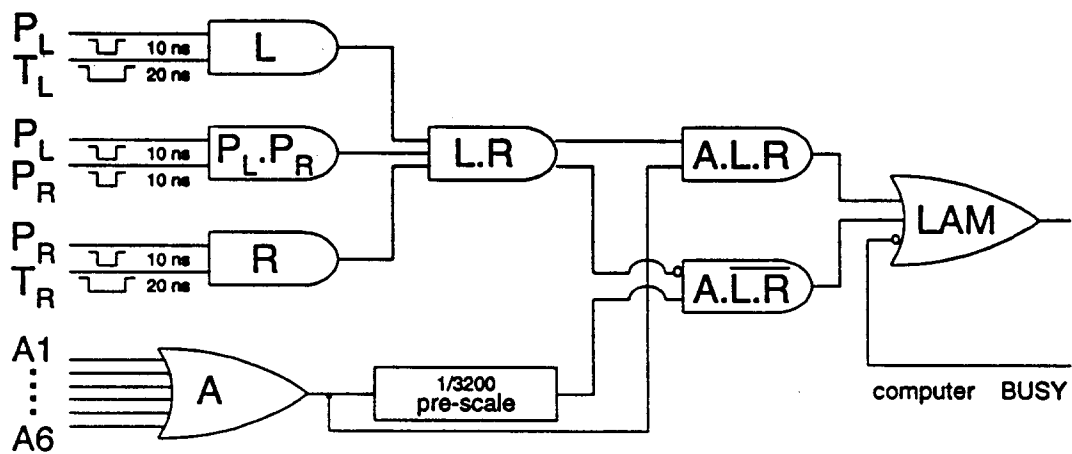 P_L
10 ns
L
T_L
20 ns
P_L
10 ns
P_L.P_R
P_R
10 ns
L.R
A.L.R
LAM
P_R
10 ns
R
T_R
20 ns
A.L̅.̅R̅
A1
A
1/3200
pre-scale
computer BUSY
A6